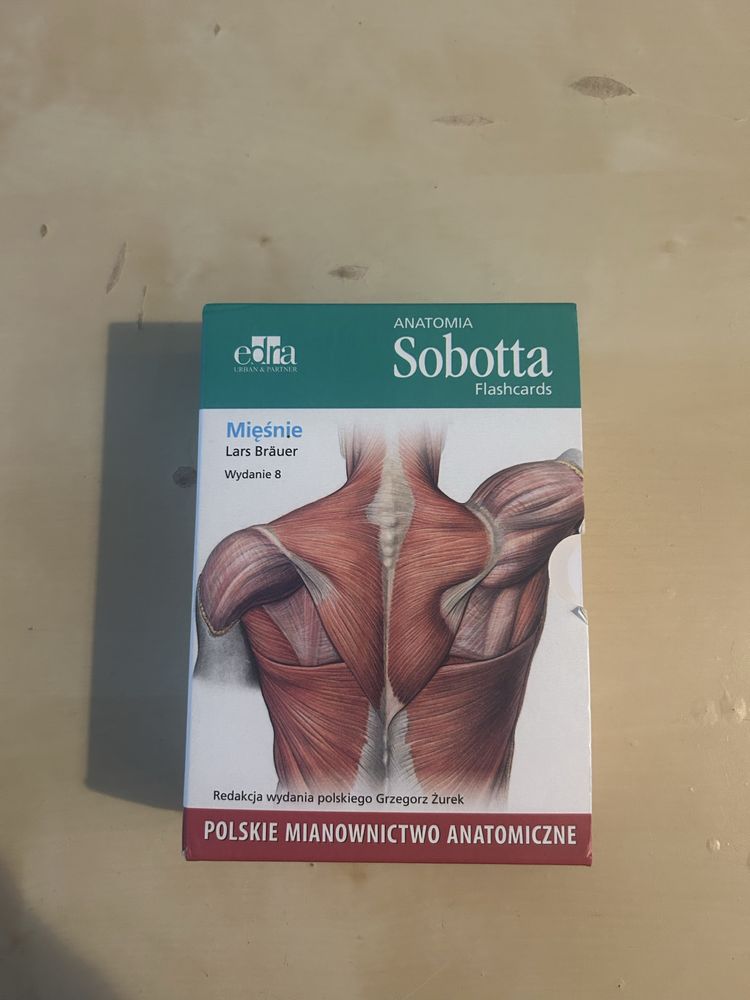 edra
URBAN & PARTNER
ANATOMIA
Sobotta
Flashcards
Mięśnie
Lars Bräuer
Wydanie 8
Redakcja wydania polskiego Grzegorz Żurek
POLSKIE MIANOWNICTWO ANATOMICZNE